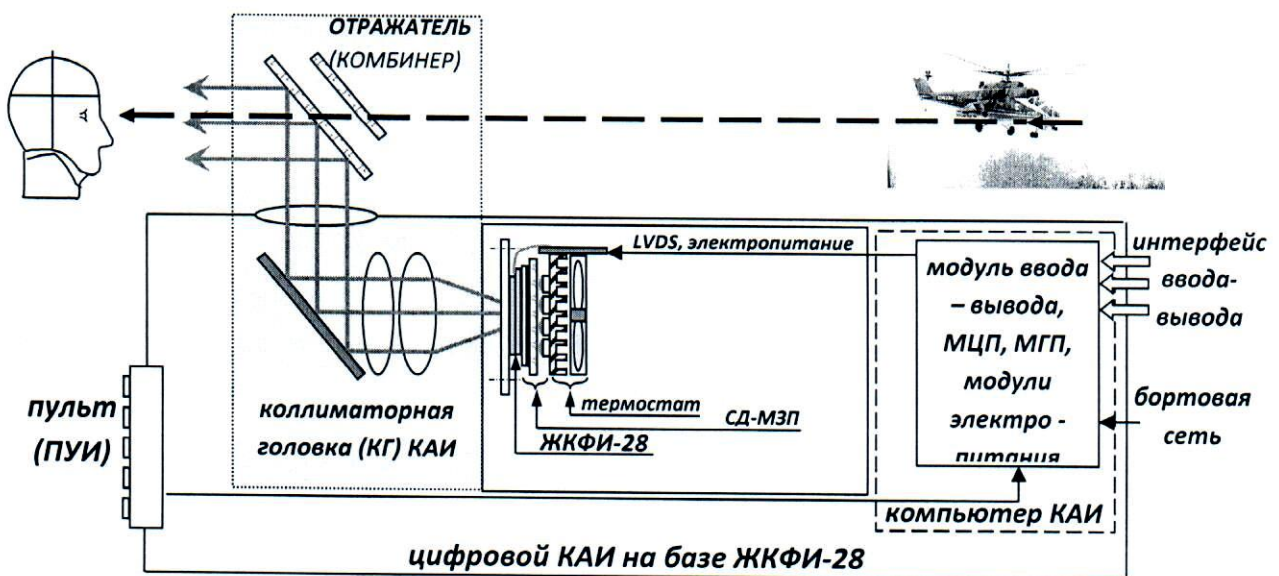 ОТРАЖАТЕЛЬ
(КОМБИНЕР)
LVDS, электропитание
модуль ввода
– вывода,
МЦП, МГП,
модули
электро -
питания
интерфейс
ввода-
вывода
бортовая
сеть
пульт
(ПУИ)
коллиматорная
головка (КГ) КАИ
термостат
СД-МЗП
ЖКФИ-28
компьютер КАИ
цифровой КАИ на базе ЖКФИ-28